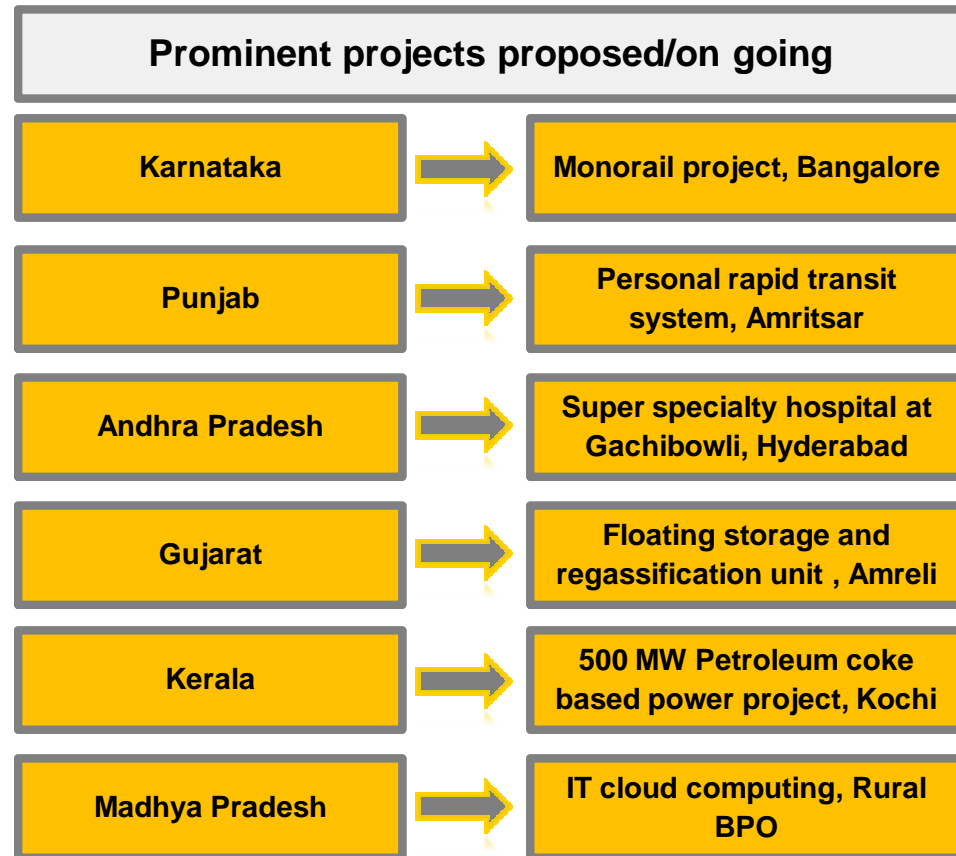 Prominent projects proposed/on going
Karnataka
Monorail project, Bangalore
Punjab
Personal rapid transit
system, Amritsar
Andhra Pradesh
Super specialty hospital at
Gachibowli, Hyderabad
Gujarat
Floating storage and
regassification unit , Amreli
Kerala
500 MW Petroleum coke
based power project, Kochi
Madhya Pradesh
IT cloud computing, Rural
BPO